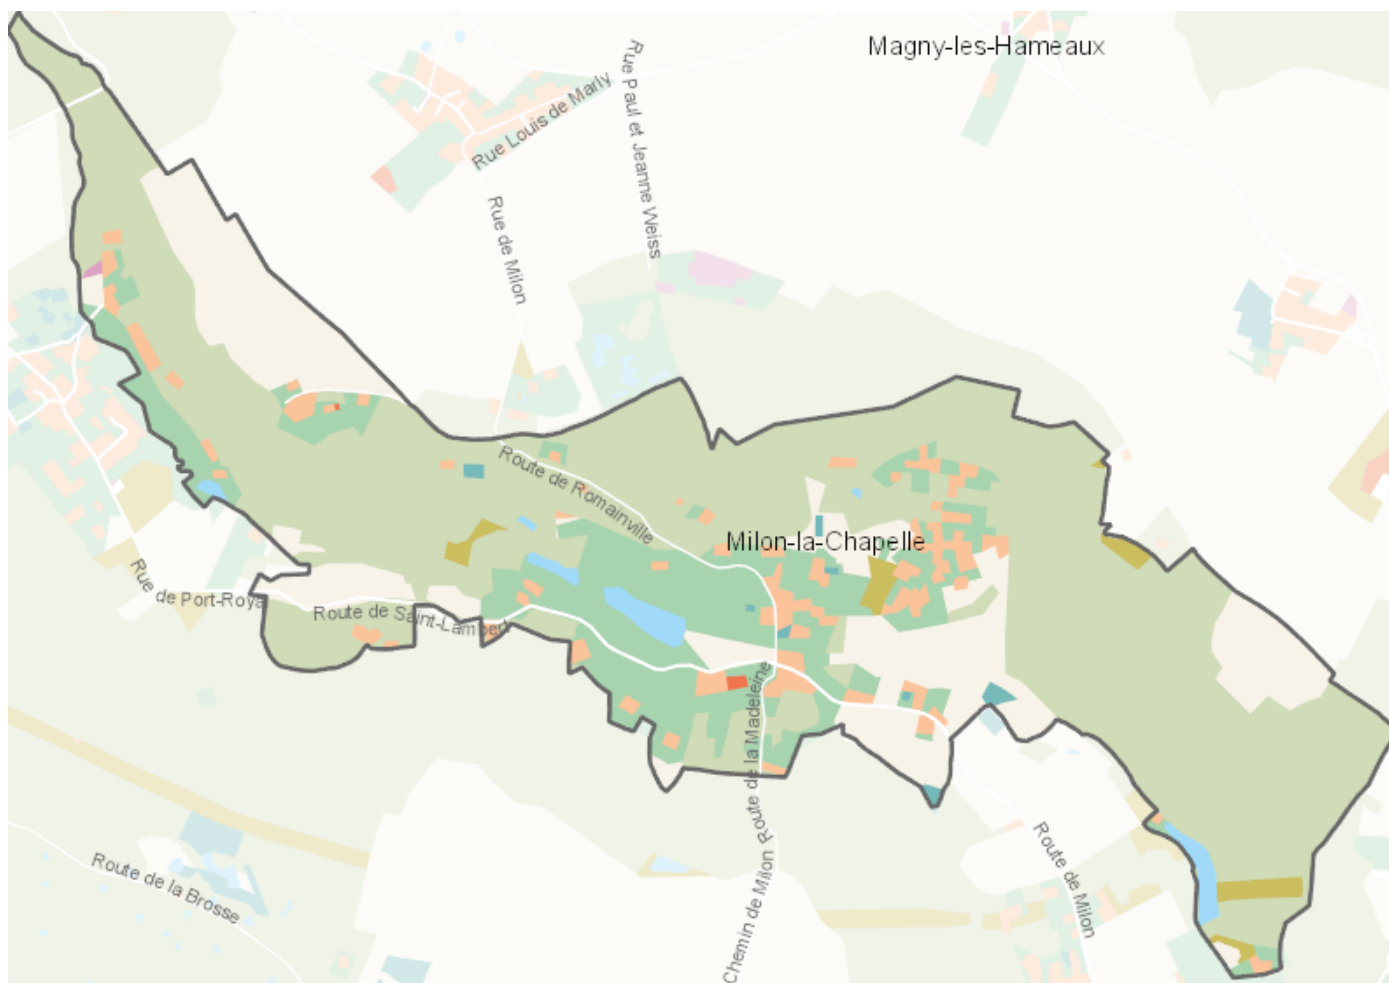 Magny-les-Hameaux
Rue Louis de Marly
Rue Paul et Jeanne Weiss
Rue de Milon
Route de Romainville
Milon-la-Chapelle
Rue de Port-Royal
Route de Saint-Lambert
Route de la Madeleine
Chemin de Milon
Route de Milon
Route de la Brosse